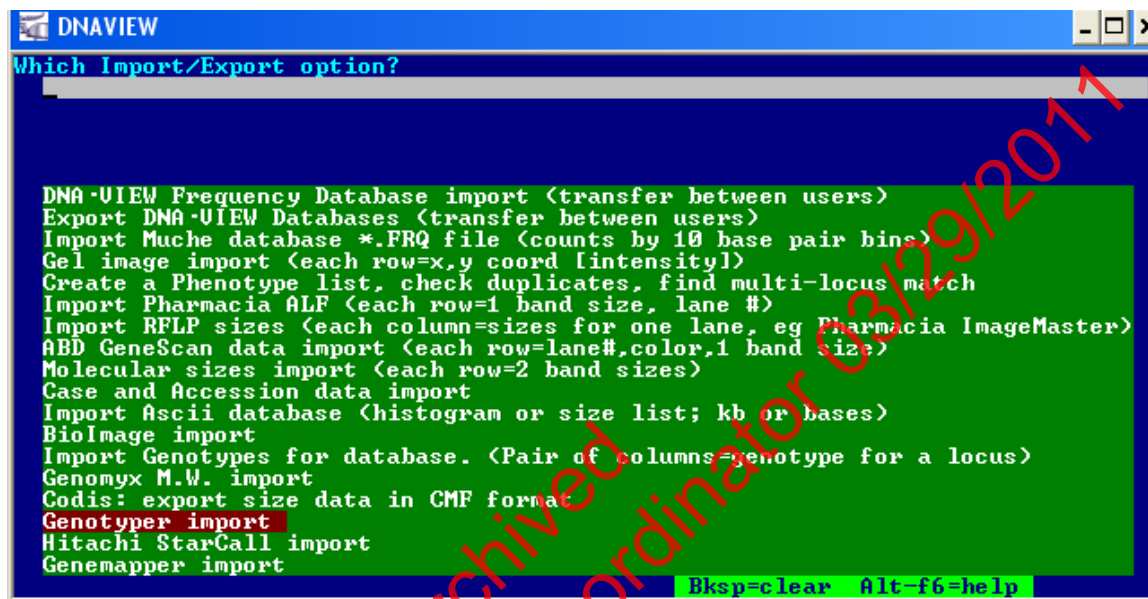 DNAVIEW
Which Import/Export option?
DNA·VIEW Frequency Database import (transfer between users)
Export DNA·VIEW Databases (transfer between users)
Import Muche database *.FRQ file (counts by 10 base pair bins)
Gel image import (each row=x,y coord [intensity])
Create a Phenotype list, check duplicates, find multi-locus match
Import Pharmacia ALF (each row=1 band size, lane #)
Import RFLP sizes (each column=sizes for one lane, eg Pharmacia ImageMaster)
ABD GeneScan data import (each row=lane#,color,1 band size)
Molecular sizes import (each row=2 band sizes)
Case and Accession data import
Import Ascii database (histogram or size list; kb or bases)
BioImage import
Import Genotypes for database. (Pair of columns=genotype for a locus)
Genomyx M.W. import
Codis: export size data in CMF format
Genotyper import
Hitachi StarCall import
Genemapper import
Bksp=clear Alt-f6=help
chived
ordinator 03/29/2011